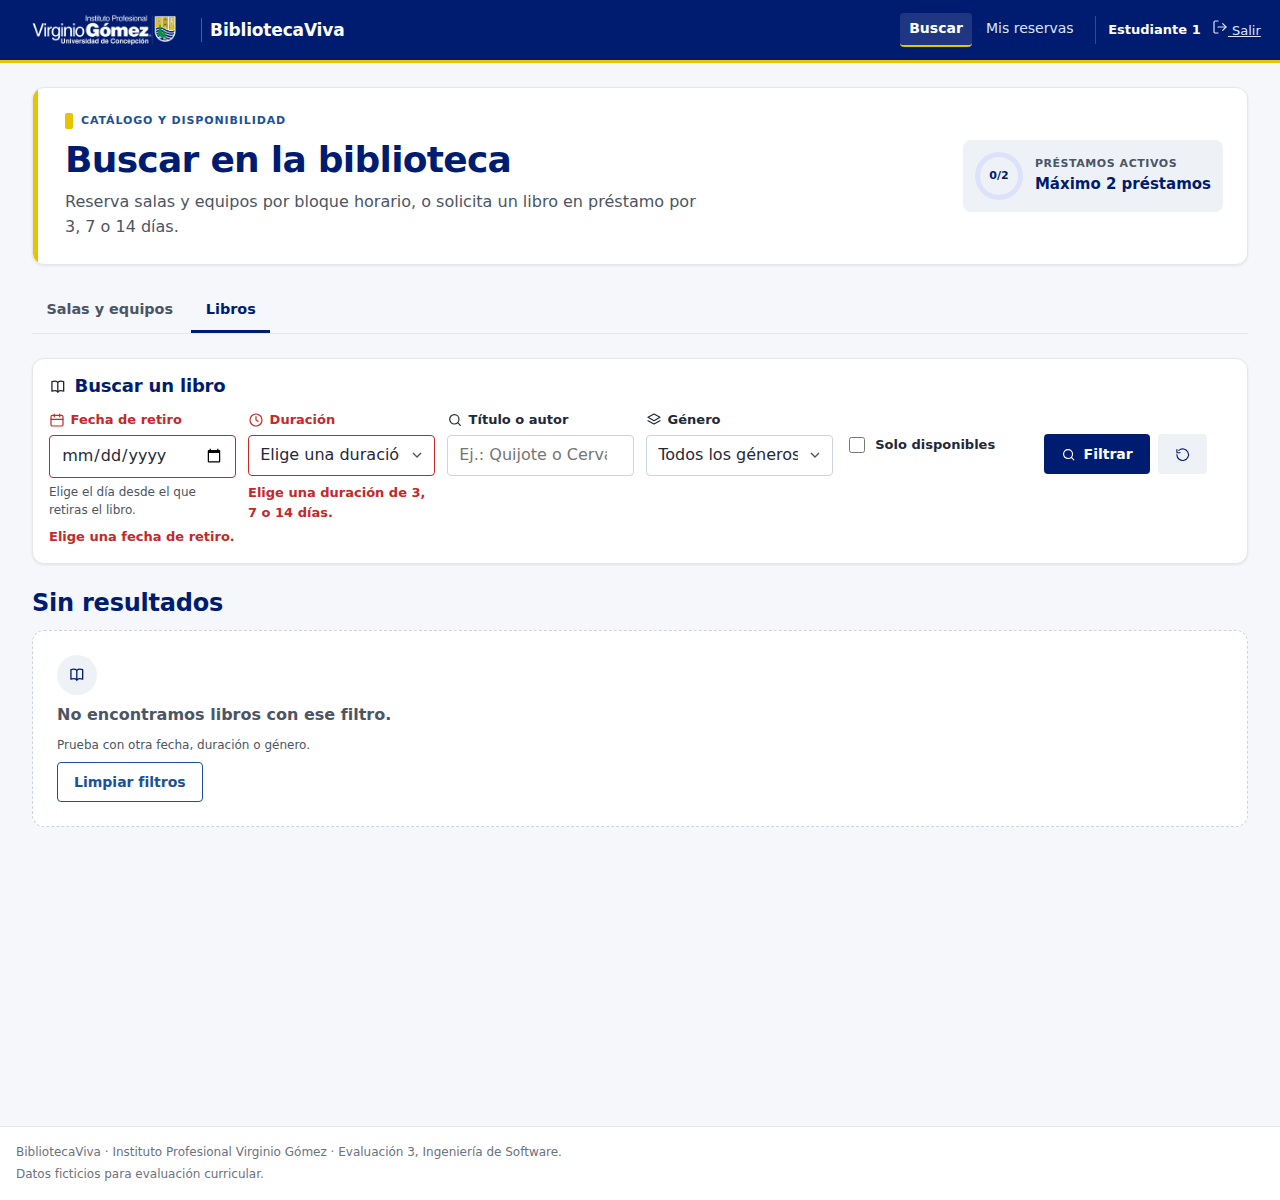 Instituto Profesional
VirginioGómez
Universidad de Concepción
BibliotecaViva
Buscar
Mis reservas
Estudiante 1
Salir
CATÁLOGO Y DISPONIBILIDAD
Buscar en la biblioteca
Reserva salas y equipos por bloque horario, o solicita un libro en préstamo por
3, 7 o 14 días.
0/2
PRÉSTAMOS ACTIVOS
Máximo 2 préstamos
Salas y equipos
Libros
Buscar un libro
Fecha de retiro
Duración
Título o autor
Género
mm/dd/yyyy
Elige una duració
Ej.: Quijote o Cerva
Todos los géneros
Solo disponibles
Filtrar
Elige el día desde el que
retiras el libro.
Elige una fecha de retiro.
Elige una duración de 3,
7 o 14 días.
Sin resultados
No encontramos libros con ese filtro.
Prueba con otra fecha, duración o género.
Limpiar filtros
BibliotecaViva · Instituto Profesional Virginio Gómez · Evaluación 3, Ingeniería de Software.
Datos ficticios para evaluación curricular.